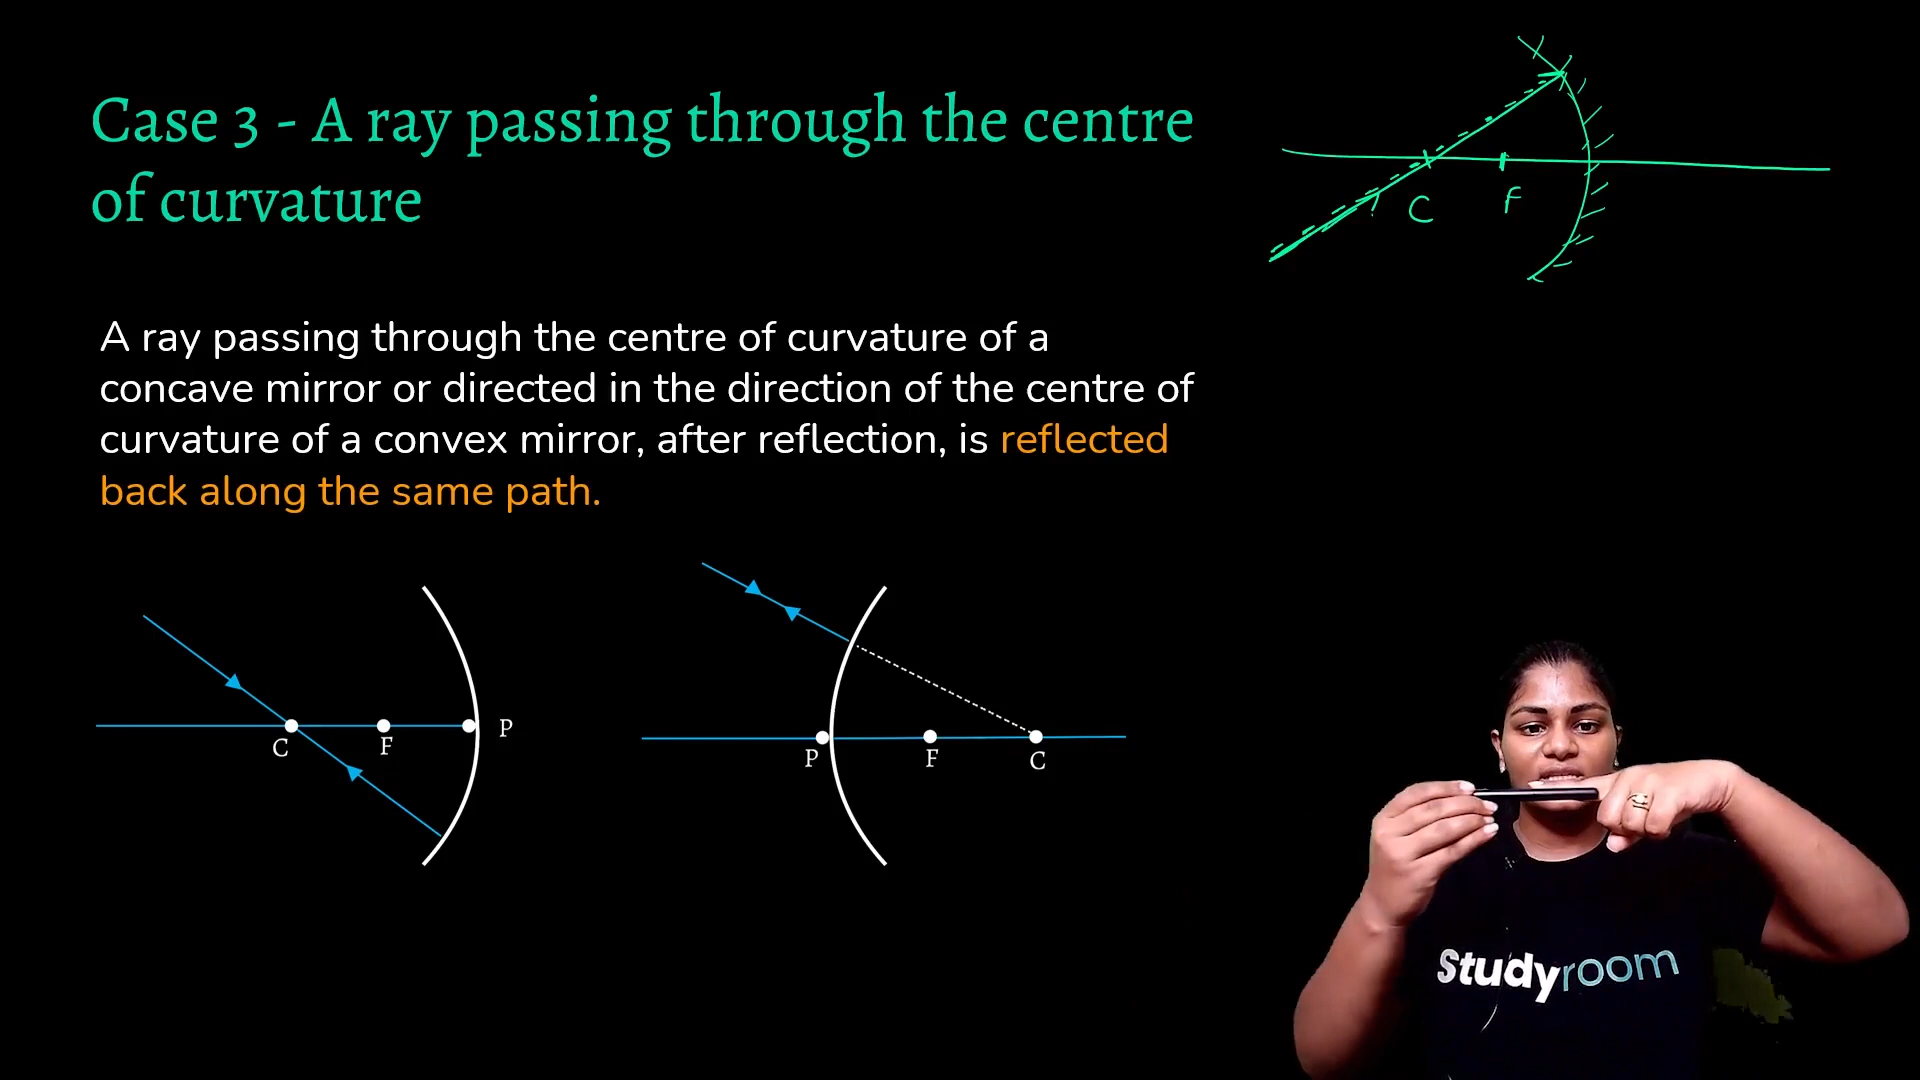 Case 3 - A ray passing through the centre
of curvature
C F
A ray passing through the centre of curvature of a
concave mirror or directed in the direction of the centre of
curvature of a convex mirror, after reflection, is reflected
back along the same path.
C F P
P F C
Studyroom